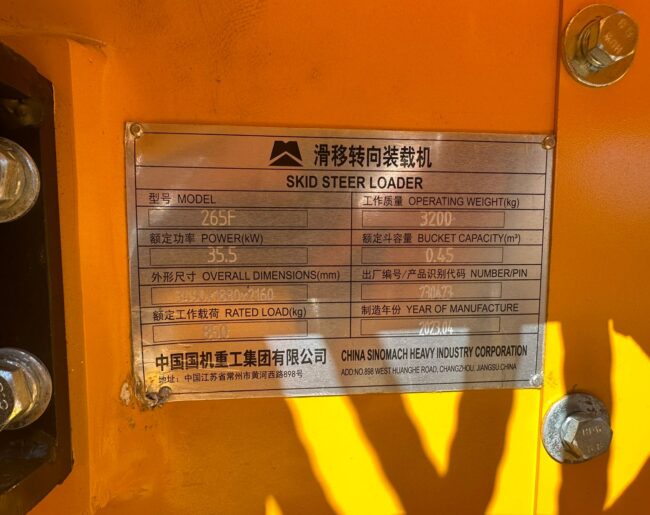 滑移转向装载机
SKID STEER LOADER
型号 MODEL
265F
工作质量 OPERATING WEIGHT(kg)
3200
额定功率 POWER(kW)
35.5
额定斗容量 BUCKET CAPACITY(m³)
0.45
外形尺寸 OVERALL DIMENSIONS(mm)
出厂编号/产品识别代码 NUMBER/PIN
额定工作载荷 RATED LOAD(kg)
850
制造年份 YEAR OF MANUFACTURE
2023.04
中国国机重工集团有限公司
地址：中国江苏省常州市黄河西路898号
CHINA SINOMACH HEAVY INDUSTRY CORPORATION
ADD:NO.898 WEST HUANGHE ROAD, CHANGZHOU, JIANGSU.CHINA